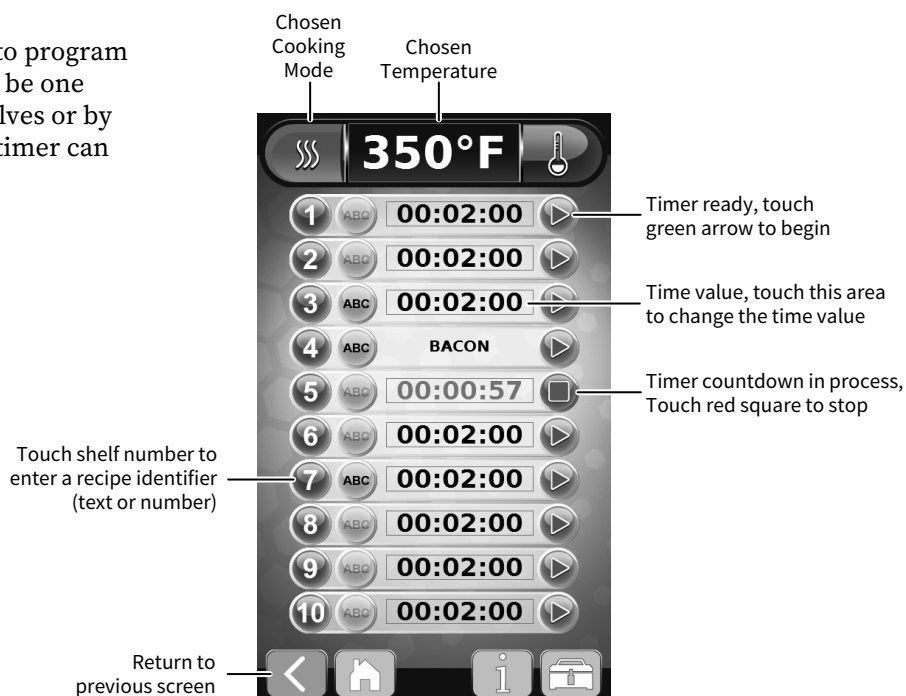 Chosen
Cooking
Mode
Chosen
Temperature
to program
be one
lves or by
timer can
350°F
1 ABC 00:02:00
2 ABC 00:02:00
3 ABC 00:02:00
4 ABC BACON
5 ABC 00:00:57
6 ABC 00:02:00
7 ABC 00:02:00
8 ABC 00:02:00
9 ABC 00:02:00
10 ABC 00:02:00
Timer ready, touch
green arrow to begin
Time value, touch this area
to change the time value
Timer countdown in process,
Touch red square to stop
Touch shelf number to
enter a recipe identifier
(text or number)
Return to
previous screen
i